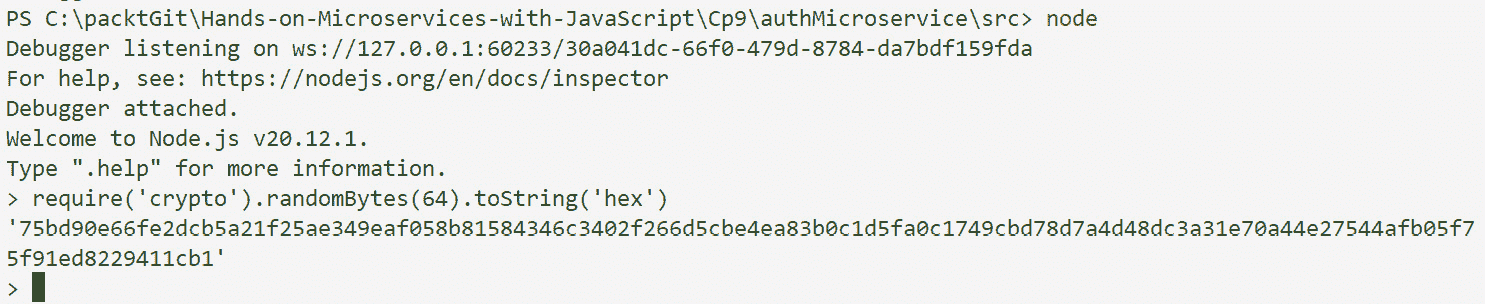 PS C:\packtGit\Hands-on-Microservices-with-JavaScript\Cp9\authMicroservice\src> node
Debugger listening on ws://127.0.0.1:60233/30a041dc-66f0-479d-8784-da7bdf159fda
For help, see: https://nodejs.org/en/docs/inspector
Debugger attached.
Welcome to Node.js v20.12.1.
Type ".help" for more information.
> require('crypto').randomBytes(64).toString('hex')
'75bd90e66fe2dcb5a21f25ae349eaf058b81584346c3402f266d5cbe4ea83b0c1d5fa0c1749cbd78d7a4d48dc3a31e70a44e27544afb05f7
5f91ed8229411cb1'
>